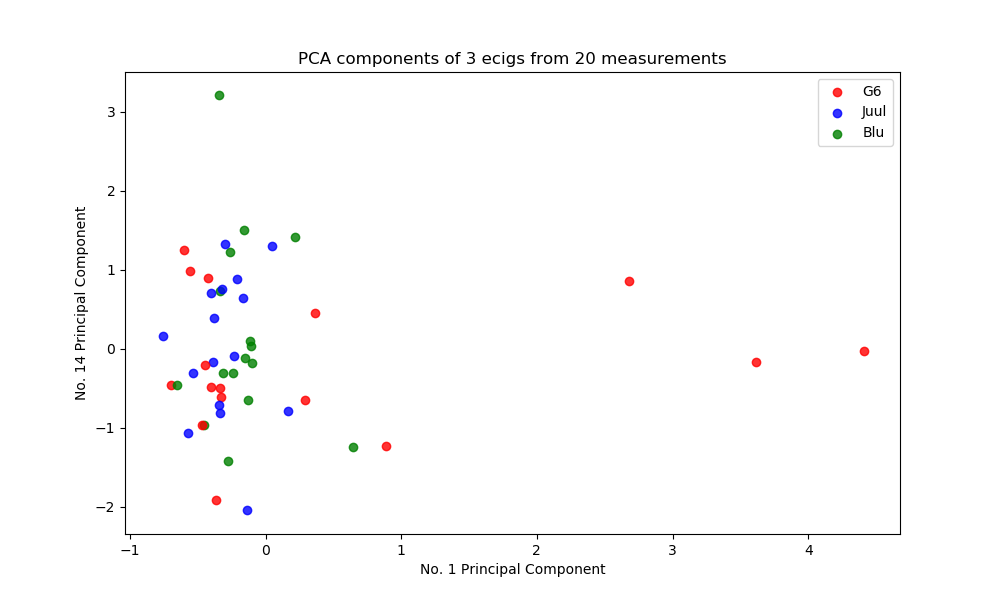 PCA components of 3 ecigs from 20 measurements
G6
Juul
Blu
3
2
1
0
−1
−2
No. 14 Principal Component
−1
0
1
2
3
4
No. 1 Principal Component